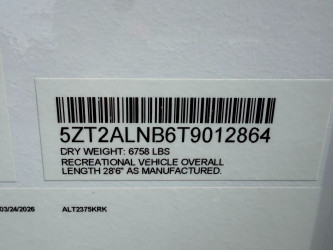 5ZT2ALNB6T9012864
DRY WEIGHT: 6758 LBS
RECREATIONAL VEHICLE OVERALL
LENGTH 28'6" AS MANUFACTURED.
03/24/2026 ALT2375KRK